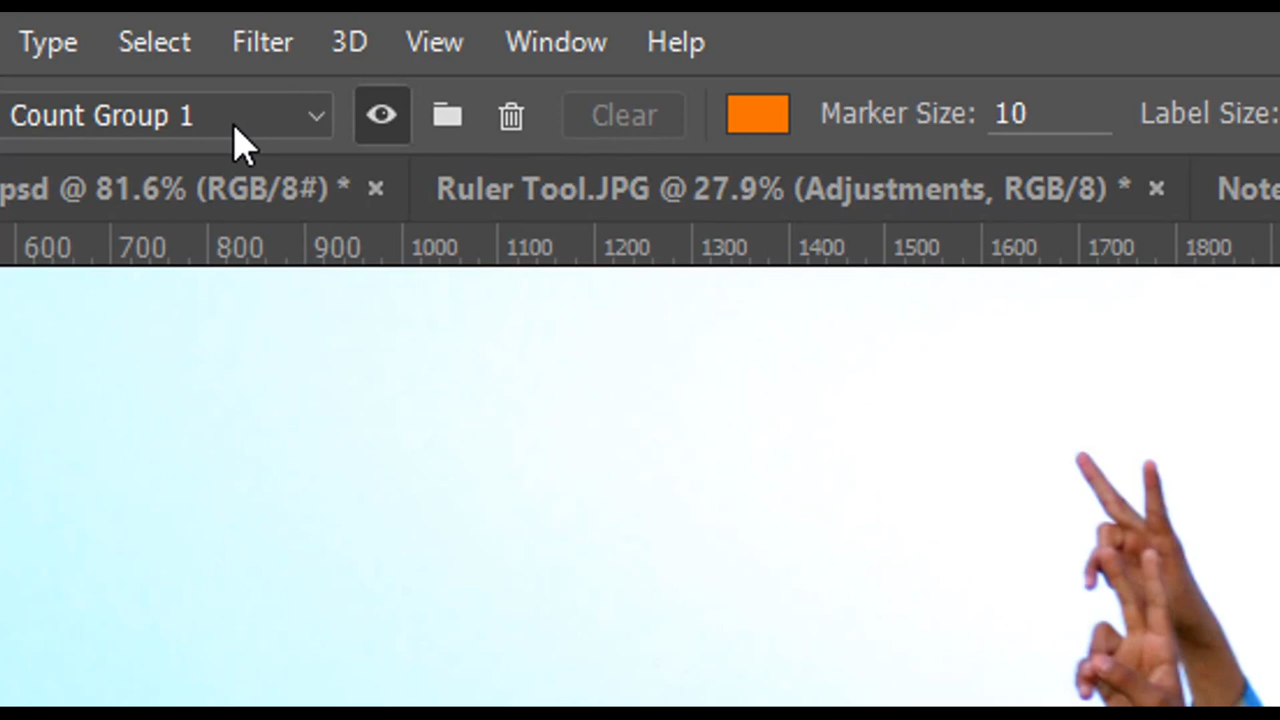 Type Select Filter 3D View Window Help
Count Group 1 Clear Marker Size: 10 Label Size:
psd @ 81.6% (RGB/8#) * × Ruler Tool.JPG @ 27.9% (Adjustments, RGB/8) * × Note
600 700 800 900 1000 1100 1200 1300 1400 1500 1600 1700 1800